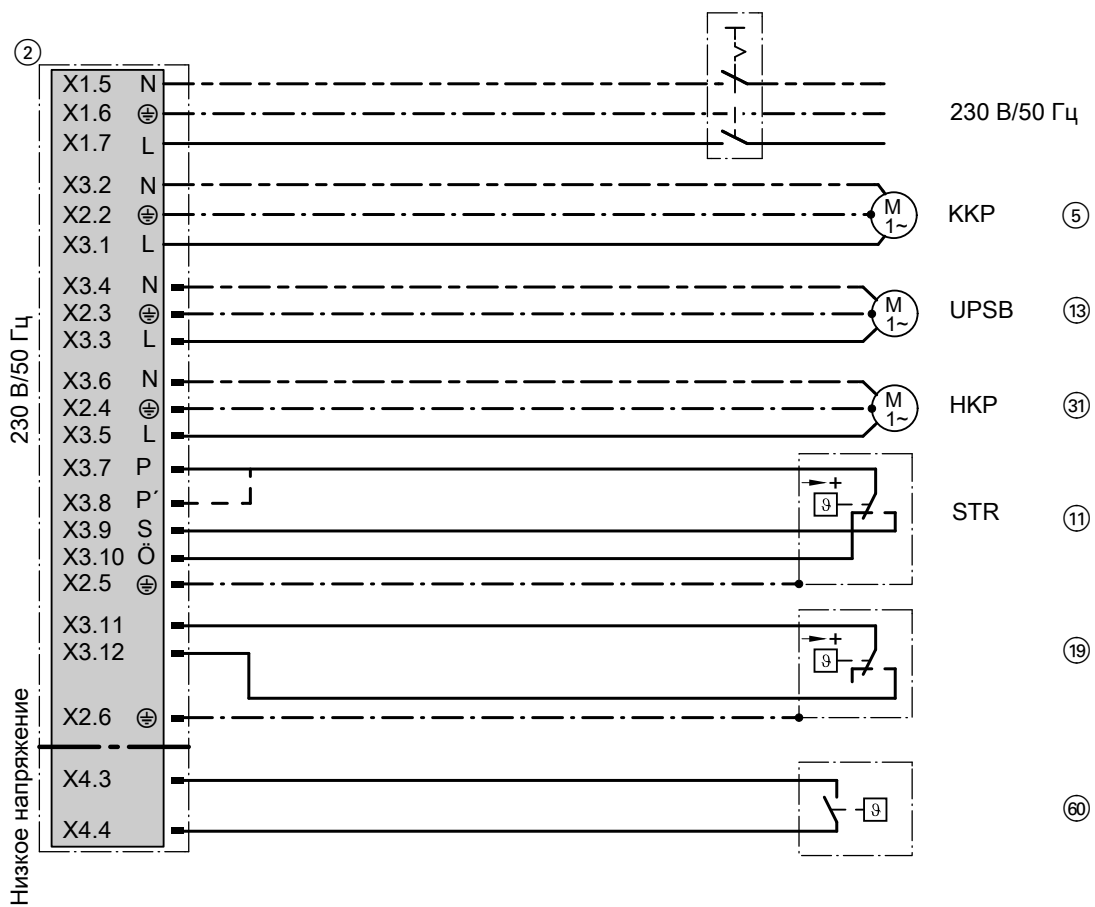 ②
X1.5 N
X1.6
X1.7 L
230 В/50 Гц
X3.2 N
X2.2
X3.1 L
M
1~
KKP ⑤
X3.4 N
X2.3
X3.3 L
M
1~
UPSB ⑬
X3.6 N
X2.4
X3.5 L
M
1~
HKP ㉛
X3.7 P
X3.8 P´
X3.9 S
X3.10 Ö
X2.5
+
ϑ
STR ⑪
X3.11
X3.12
X2.6
+
ϑ
⑲
X4.3
X4.4
ϑ
60
230 В/50 Гц
Низкое напряжение